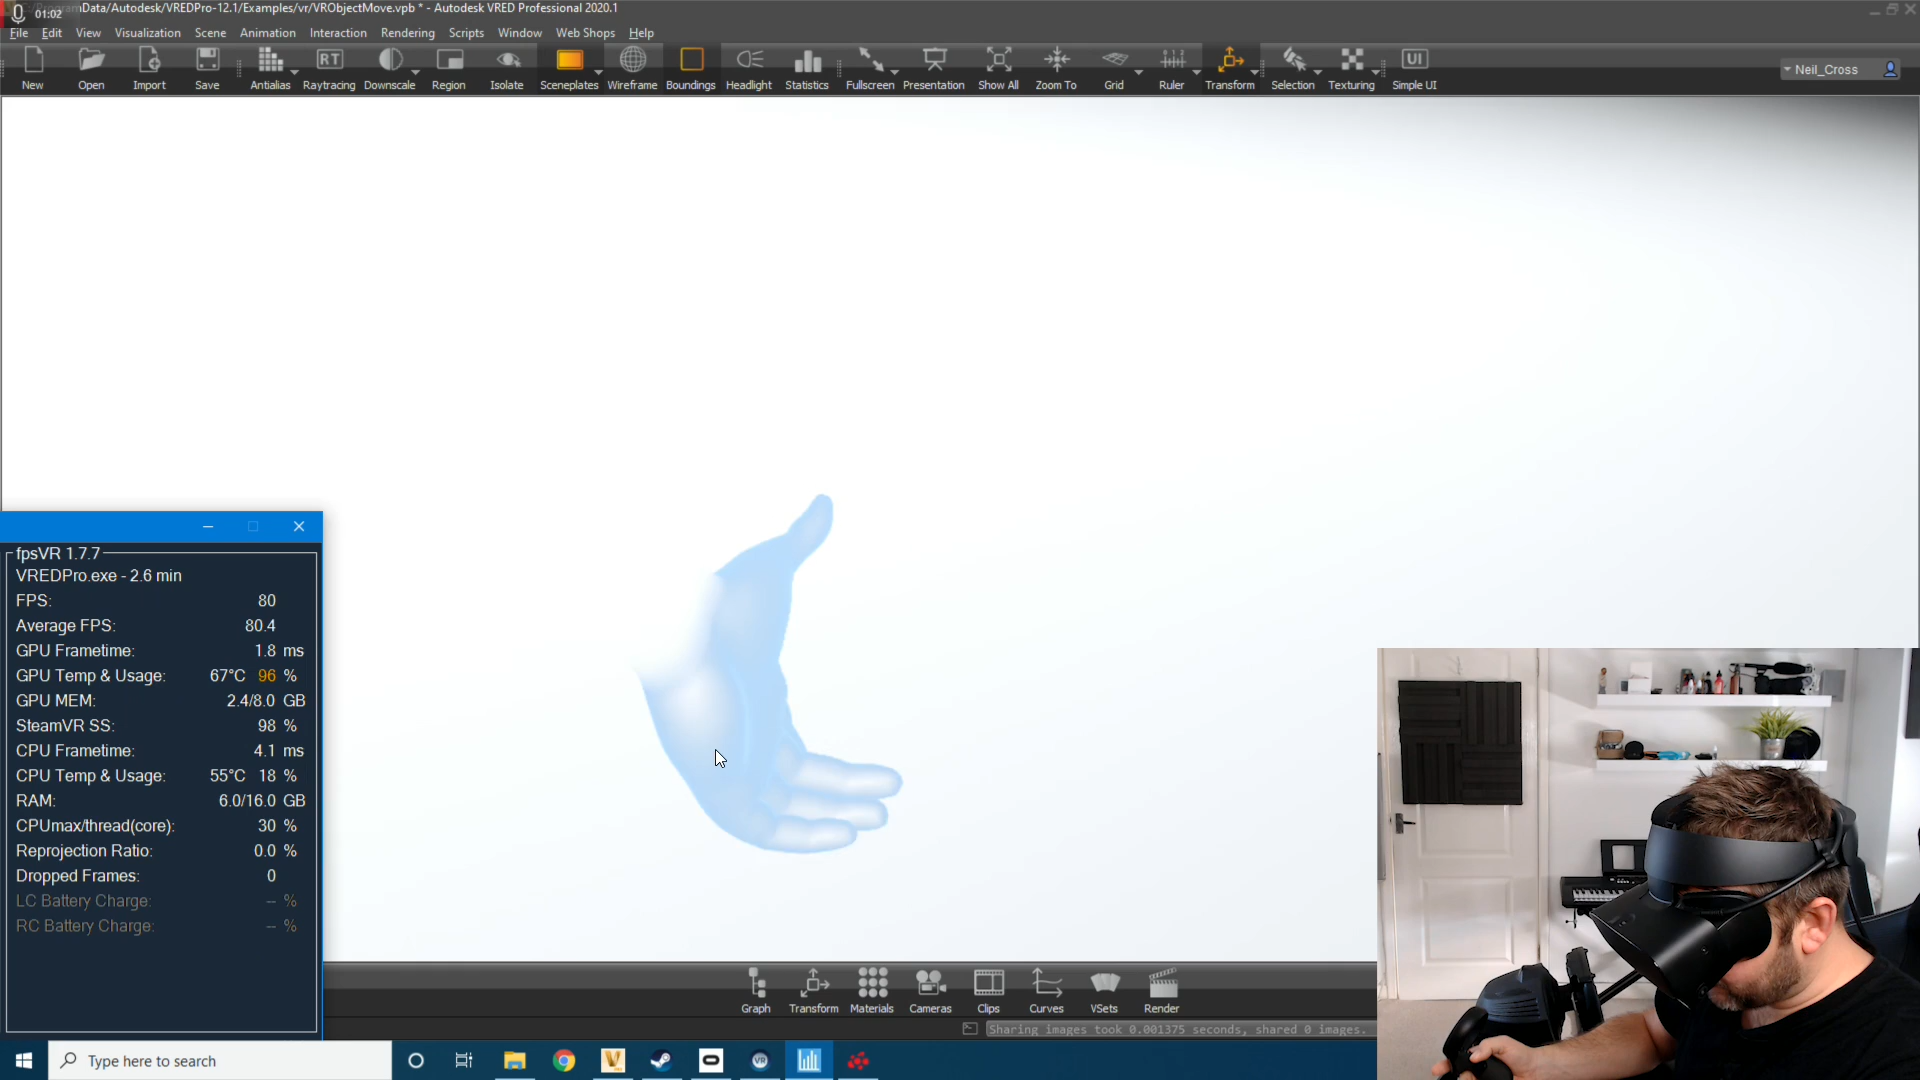 01:02
ramData/Autodesk/VREDPro-12.1/Examples/vr/VRObjectMove.vpb * - Autodesk VRED Professional 2020.1
File Edit View Visualization Scene Animation Interaction Rendering Scripts Window Web Shops Help
RT UI
New Open Import Save Antialias Raytracing Downscale Region Isolate Sceneplates Wireframe Boundings Headlight Statistics Fullscreen Presentation Show All Zoom To Grid Ruler Transform Selection Texturing Simple UI
Neil_Cross
fpsVR 1.7.7
VREDPro.exe - 2.6 min
FPS: 80
Average FPS: 80.4
GPU Frametime: 1.8 ms
GPU Temp & Usage: 67°C 96 %
GPU MEM: 2.4/8.0 GB
SteamVR SS: 98 %
CPU Frametime: 4.1 ms
CPU Temp & Usage: 55°C 18 %
RAM: 6.0/16.0 GB
CPUmax/thread(core): 30 %
Reprojection Ratio: 0.0 %
Dropped Frames: 0
LC Battery Charge: -- %
RC Battery Charge: -- %
Graph Transform Materials Cameras Clips Curves VSets Render
Sharing images took 0.001375 seconds, shared 0 images.
Type here to search
VR